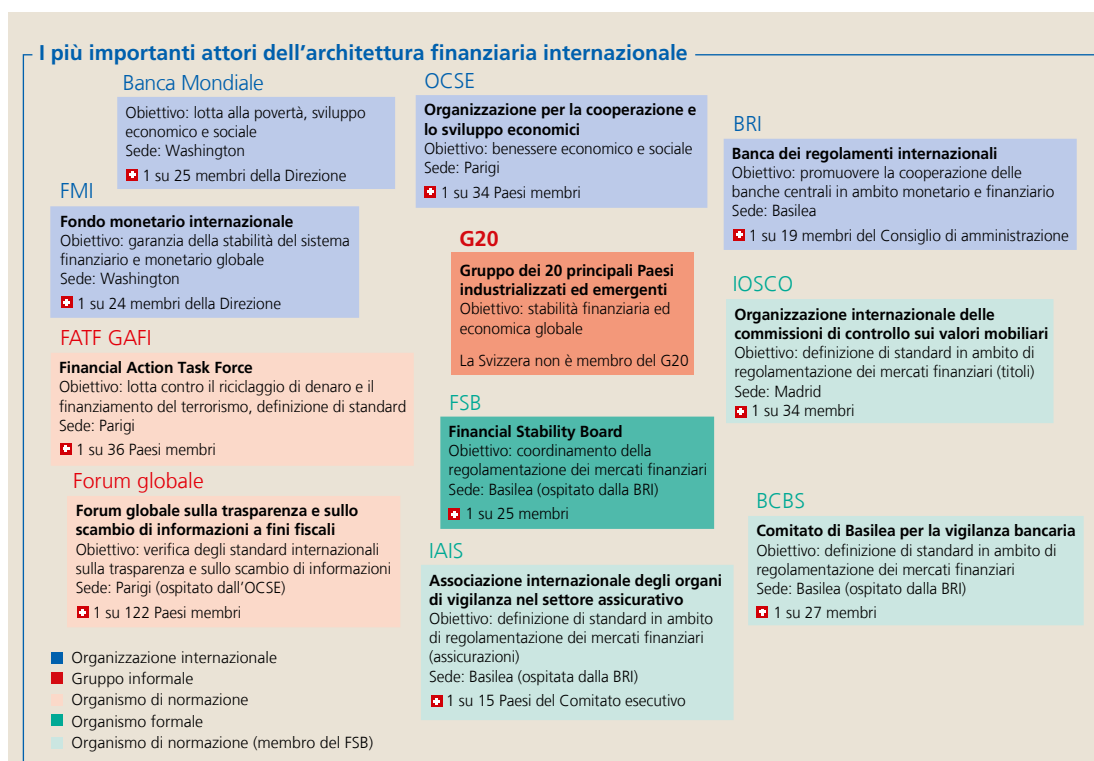 I più importanti attori dell'architettura finanziaria internazionale
Banca Mondiale
Obiettivo: lotta alla povertà, sviluppo
economico e sociale
Sede: Washington
1 su 25 membri della Direzione
FMI
Fondo monetario internazionale
Obiettivo: garanzia della stabilità del sistema
finanziario e monetario globale
Sede: Washington
1 su 24 membri della Direzione
FATF GAFI
Financial Action Task Force
Obiettivo: lotta contro il riciclaggio di denaro e il
finanziamento del terrorismo, definizione di standard
Sede: Parigi
1 su 36 Paesi membri
Forum globale
Forum globale sulla trasparenza e sullo
scambio di informazioni a fini fiscali
Obiettivo: verifica degli standard internazionali
sulla trasparenza e sullo scambio di informazioni
Sede: Parigi (ospitato dall'OCSE)
1 su 122 Paesi membri
OCSE
Organizzazione per la cooperazione e
lo sviluppo economici
Obiettivo: benessere economico e sociale
Sede: Parigi
1 su 34 Paesi membri
G20
Gruppo dei 20 principali Paesi
industrializzati ed emergenti
Obiettivo: stabilità finanziaria ed
economica globale
La Svizzera non è membro del G20
FSB
Financial Stability Board
Obiettivo: coordinamento della
regolamentazione dei mercati finanziari
Sede: Basilea (ospitato dalla BRI)
1 su 25 membri
IAIS
Associazione internazionale degli organi
di vigilanza nel settore assicurativo
Obiettivo: definizione di standard in ambito
di regolamentazione dei mercati finanziari
(assicurazioni)
Sede: Basilea (ospitata dalla BRI)
1 su 15 Paesi del Comitato esecutivo
BRI
Banca dei regolamenti internazionali
Obiettivo: promuovere la cooperazione delle
banche centrali in ambito monetario e finanziario
Sede: Basilea
1 su 19 membri del Consiglio di amministrazione
IOSCO
Organizzazione internazionale delle
commissioni di controllo sui valori mobiliari
Obiettivo: definizione di standard in ambito di
regolamentazione dei mercati finanziari (titoli)
Sede: Madrid
1 su 34 membri
BCBS
Comitato di Basilea per la vigilanza bancaria
Obiettivo: definizione di standard in ambito di
regolamentazione dei mercati finanziari
Sede: Basilea (ospitato dalla BRI)
1 su 27 membri
Organizzazione internazionale
Gruppo informale
Organismo di normazione
Organismo formale
Organismo di normazione (membro del FSB)